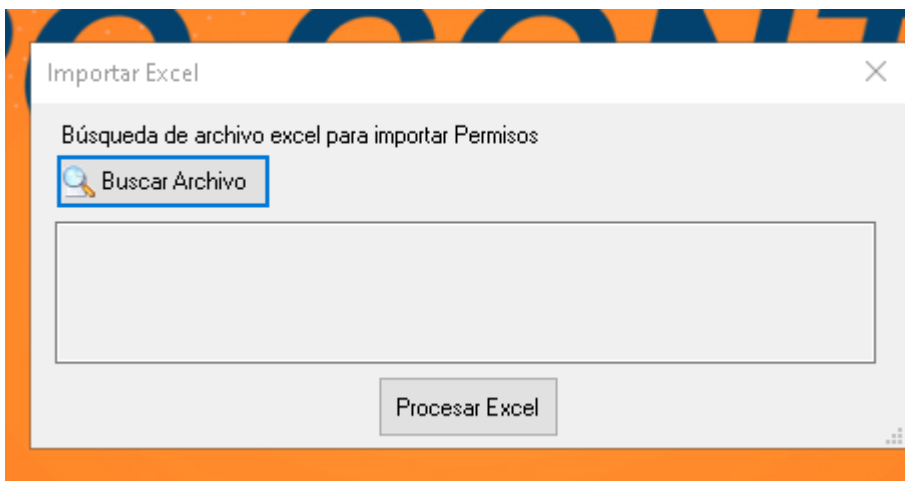 Importar Excel
Búsqueda de archivo excel para importar Permisos
Buscar Archivo
Procesar Excel